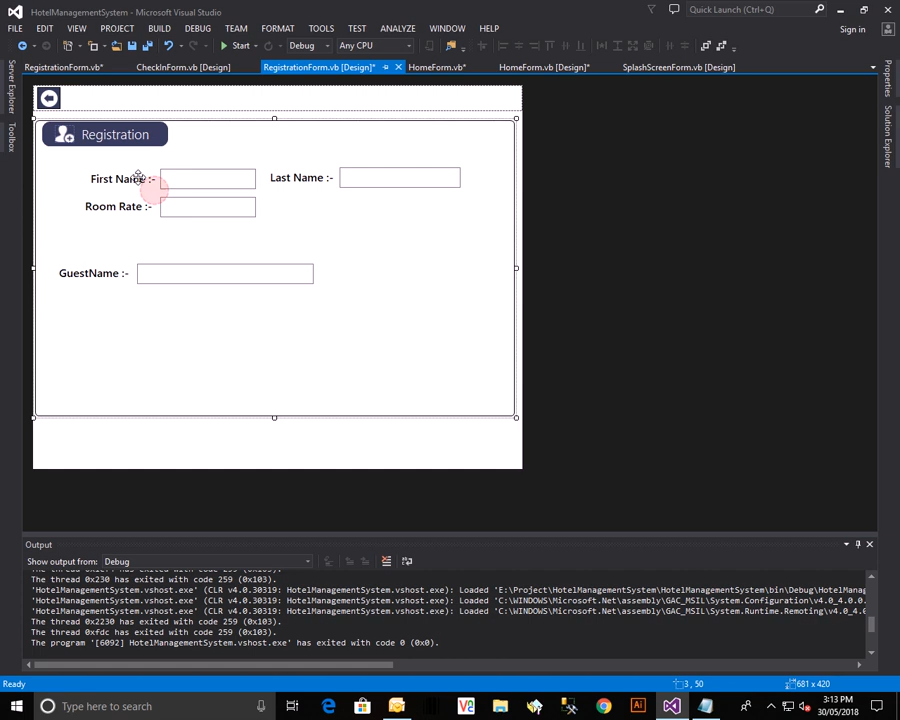 HotelManagementSystem - Microsoft Visual Studio
Quick Launch (Ctrl+Q)
FILE EDIT VIEW PROJECT BUILD DEBUG TEAM FORMAT TOOLS TEST ANALYZE WINDOW HELP
Sign in
Start Debug Any CPU
RegistrationForm.vb* CheckInForm.vb [Design] RegistrationForm.vb [Design]* HomeForm.vb* HomeForm.vb [Design]* SplashScreenForm.vb [Design]
Server Explorer
Toolbox
Properties
Solution Explorer
Registration
First Name :- Last Name :-
Room Rate :-
GuestName :-
Output
Show output from: Debug
The thread 0x230 has exited with code 259 (0x103).
'HotelManagementSystem.vshost.exe' (CLR v4.0.30319: HotelManagementSystem.vshost.exe): Loaded 'E:\Project\HotelManagementSystem\HotelManagementSystem\bin\Debug\HotelManag
'HotelManagementSystem.vshost.exe' (CLR v4.0.30319: HotelManagementSystem.vshost.exe): Loaded 'C:\WINDOWS\Microsoft.Net\assembly\GAC_MSIL\System.Configuration\v4.0_4.0.0.
'HotelManagementSystem.vshost.exe' (CLR v4.0.30319: HotelManagementSystem.vshost.exe): Loaded 'C:\WINDOWS\Microsoft.Net\assembly\GAC_MSIL\System.Runtime.Remoting\v4.0_4.0
The thread 0x2230 has exited with code 259 (0x103).
The thread 0xfdc has exited with code 259 (0x103).
The program '[6092] HotelManagementSystem.vshost.exe' has exited with code 0 (0x0).
Ready 3 , 50 681 x 420
Type here to search
3:13 PM
30/05/2018